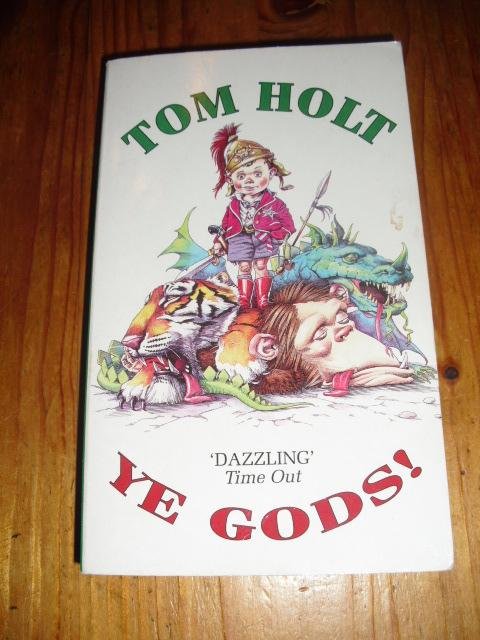 TOM HOLT
'DAZZLING'
Time Out
YE GODS!